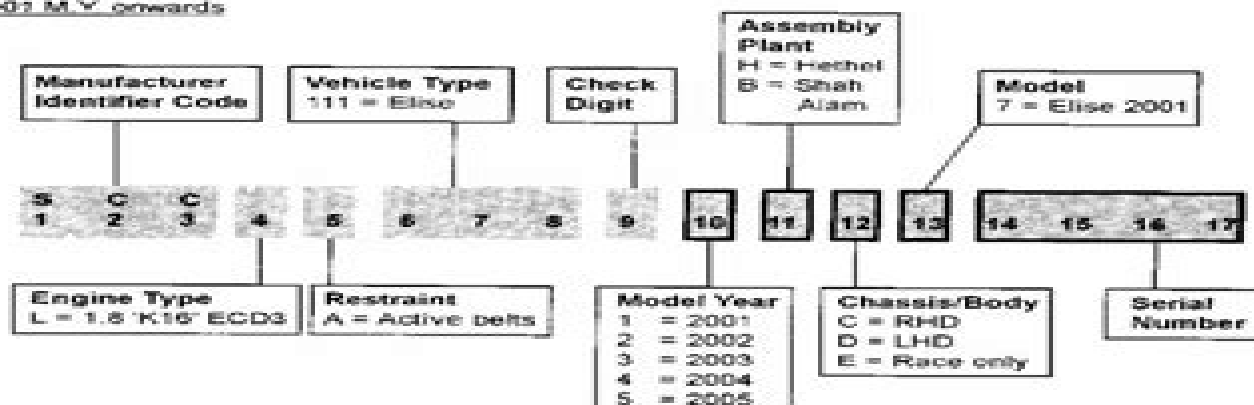 M.Y. onwards
Assembly
Plant
H = Hethel
B = Shah
Alam
Manufacturer
Identifier Code
Vehicle Type
111 = Elise
Check
Digit
Model
7 = Elise 2001
S C C
1 2 3 4 5 6 7 8 9 10 11 12 13 14 15 16 17
Engine Type
L = 1.8 'K16' ECD3
Restraint
A = Active belts
Model Year
1 = 2001
2 = 2002
3 = 2003
4 = 2004
5 = 2005
Chassis/Body
C = RHD
D = LHD
E = Race only
Serial
Number